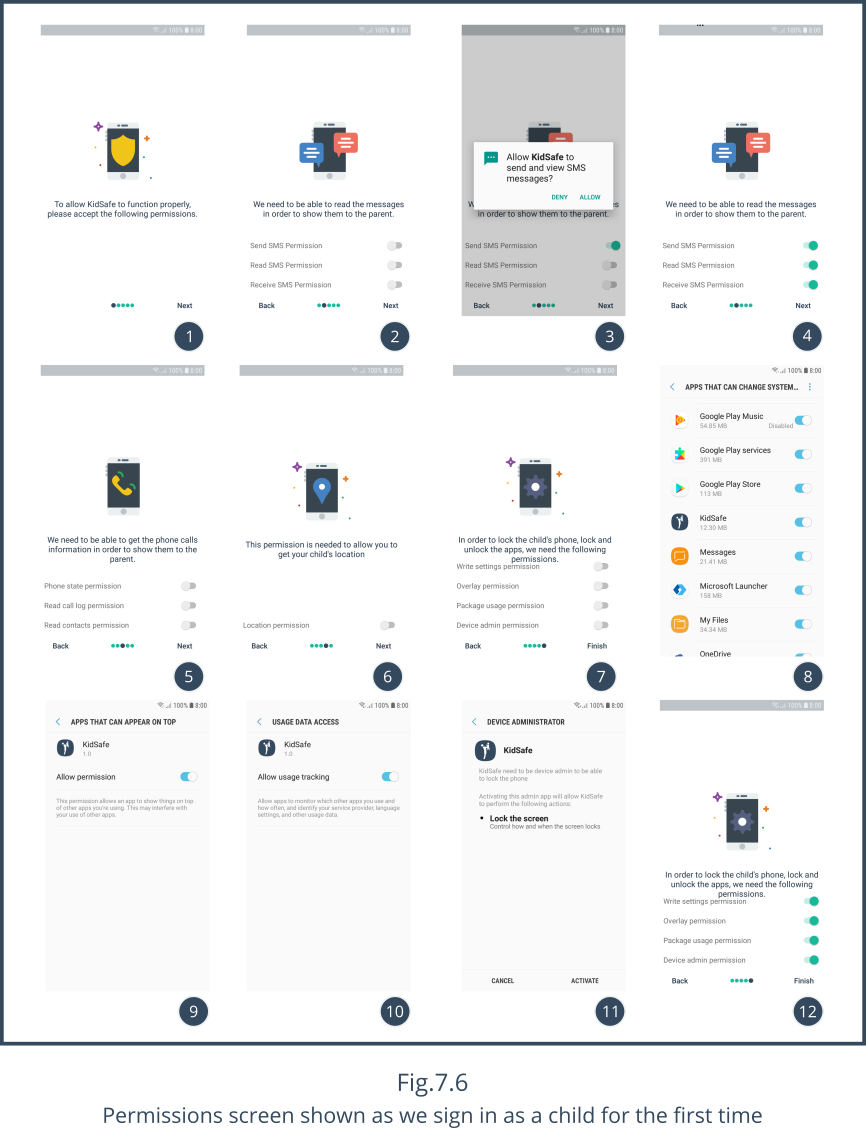 100% 8:00
To allow KidSafe to function properly,
please accept the following permissions.
Next
1
100% 8:00
We need to be able to read the messages
in order to show them to the parent.
Send SMS Permission
Read SMS Permission
Receive SMS Permission
Back
Next
2
100% 8:00
Allow KidSafe to
send and view SMS
messages?
DENY
ALLOW
in order to show them to the parent.
Send SMS Permission
Read SMS Permission
Receive SMS Permission
Back
Next
3
...
100% 8:00
We need to be able to read the messages
in order to show them to the parent.
Send SMS Permission
Read SMS Permission
Receive SMS Permission
Back
Next
4
100% 8:00
We need to be able to get the phone calls
information in order to show them to the
parent.
Phone state permission
Read call log permission
Read contacts permission
Back
Next
5
100% 8:00
This permission is needed to allow you to
get your child's location
Location permission
Back
Next
6
100% 8:00
In order to lock the child's phone, lock and
unlock the apps, we need the following
permissions.
Write settings permission
Overlay permission
Package usage permission
Device admin permission
Back
Finish
7
100% 8:00
APPS THAT CAN CHANGE SYSTEM...
Google Play Music
54.85 MB
Disabled
Google Play services
391 MB
Google Play Store
113 MB
KidSafe
12.30 MB
Messages
21.41 MB
Microsoft Launcher
158 MB
My Files
34.34 MB
OneDrive
8
100% 8:00
APPS THAT CAN APPEAR ON TOP
KidSafe
1.0
Allow permission
This permission allows an app to show things on top
of other apps you're using. This may interfere with
your use of other apps.
9
100% 8:00
USAGE DATA ACCESS
KidSafe
1.0
Allow usage tracking
Allow apps to monitor which other apps you use and
how often, and identify your service provider, language
settings, and other usage data.
10
100% 8:00
DEVICE ADMINISTRATOR
KidSafe
KidSafe need to be device admin to be able
to lock the phone
Activating this admin app will allow KidSafe
to perform the following actions:
• Lock the screen
Control how and when the screen locks
CANCEL
ACTIVATE
11
100% 8:00
In order to lock the child's phone, lock and
unlock the apps, we need the following
permissions.
Write settings permission
Overlay permission
Package usage permission
Device admin permission
Back
Finish
12
Fig.7.6
Permissions screen shown as we sign in as a child for the first time